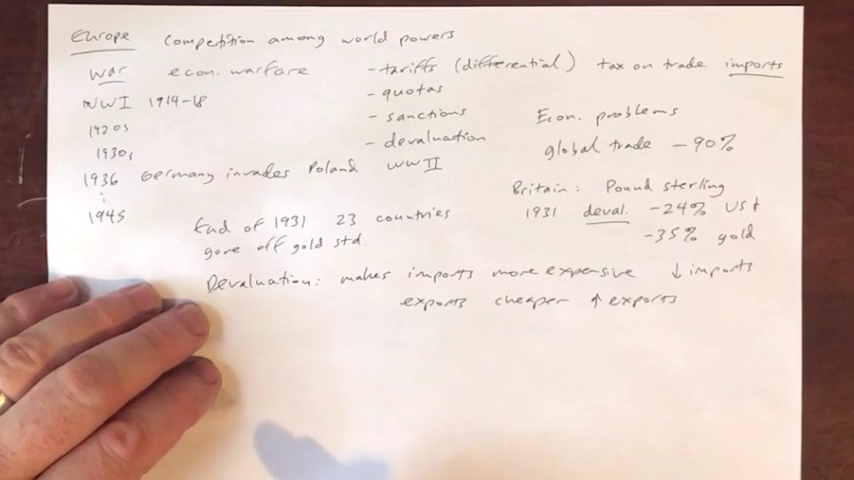 Europe Competition among world powers
War econ. warfare - tariffs (differential) tax on trade imports
WWI 1914-18 - quotas
1920s - sanctions
1930s - devaluation
1936 Germany invades Poland WWII
1945
Econ. problems
global trade -90%
Britain: Pound sterling
1931 deval. -24% US$
-35% gold
End of 1931 23 countries
gone off gold std.
Devaluation: makes imports more expensive ↓ imports
exports cheaper ↑ exports